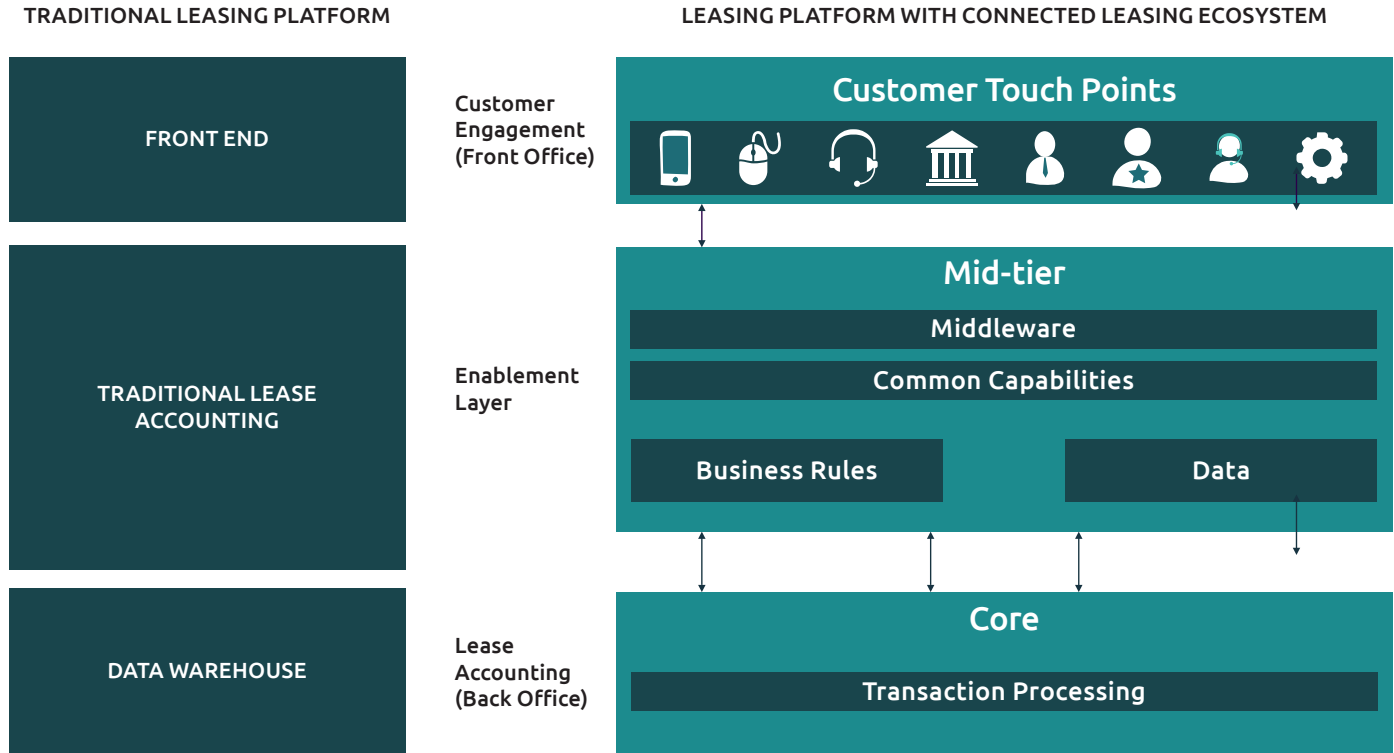 TRADITIONAL LEASING PLATFORM
LEASING PLATFORM WITH CONNECTED LEASING ECOSYSTEM
FRONT END
Customer
Engagement
(Front Office)
Customer Touch Points
TRADITIONAL LEASE
ACCOUNTING
Enablement
Layer
Mid-tier
Middleware
Common Capabilities
Business Rules
Data
DATA WAREHOUSE
Lease
Accounting
(Back Office)
Core
Transaction Processing